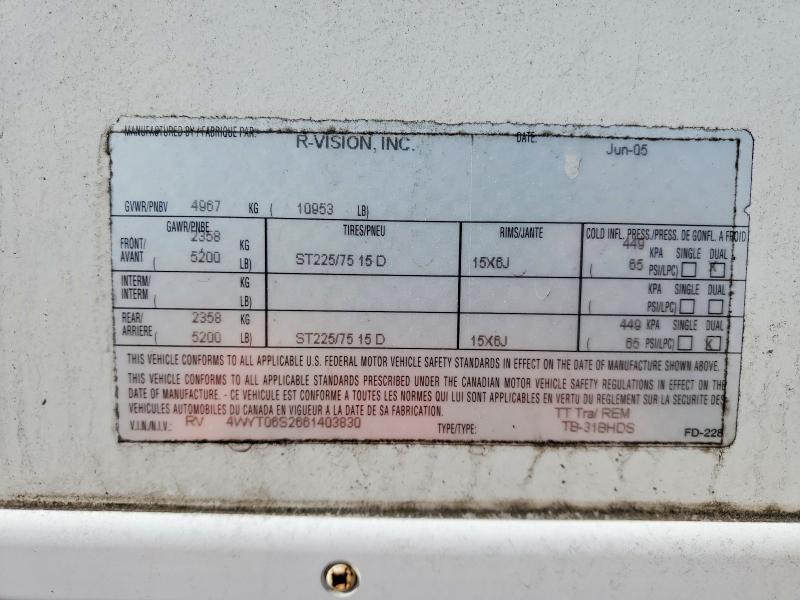 MANUFACTURED BY / FABRIQUE PAR: R-VISION, INC. DATE: Jun-05
GVWR/PNBV 4967 KG ( 10953 LB)
GAWR/PNBE TIRES/PNEU RIMS/JANTE COLD INFL. PRESS./PRESS. DE GONFL. A FROID
FRONT/ 2358 KG 449 KPA SINGLE DUAL
AVANT ( 5200 LB) ST225/75 15 D 15X6J ( 65 PSI/LPC) X
INTERM/ KG KPA SINGLE DUAL
INTERM ( LB) ( PSI/LPC)
REAR/ 2358 KG 449 KPA SINGLE DUAL
ARRIERE ( 5200 LB) ST225/75 15 D 15X6J ( 65 PSI/LPC) X
THIS VEHICLE CONFORMS TO ALL APPLICABLE U.S. FEDERAL MOTOR VEHICLE SAFETY STANDARDS IN EFFECT ON THE DATE OF MANUFACTURE SHOWN ABOVE.
THIS VEHICLE CONFORMS TO ALL APPLICABLE STANDARDS PRESCRIBED UNDER THE CANADIAN MOTOR VEHICLE SAFETY REGULATIONS IN EFFECT ON THE
DATE OF MANUFACTURE. - CE VEHICULE EST CONFORME A TOUTES LES NORMES QUI LUI SONT APPLICABLES EN VERTU DU REGLEMENT SUR LA SECURITE DES
VEHICULES AUTOMOBILES DU CANADA EN VIGUEUR A LA DATE DE SA FABRICATION.
V.I.N./N.I.V.: RV 4WYT06S2661403830 TYPE/TYPE: TT Tra/ REM
TB-31BHDS FD-228